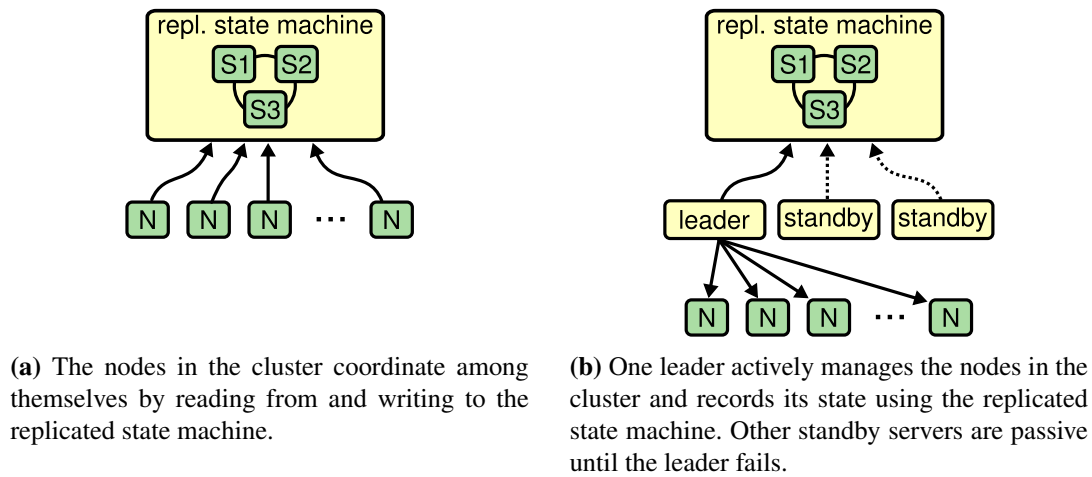 repl. state machine
S1 S2
S3
N N N ... N
(a) The nodes in the cluster coordinate among
themselves by reading from and writing to the
replicated state machine.
repl. state machine
S1 S2
S3
leader standby standby
N N N ... N
(b) One leader actively manages the nodes in the
cluster and records its state using the replicated
state machine. Other standby servers are passive
until the leader fails.